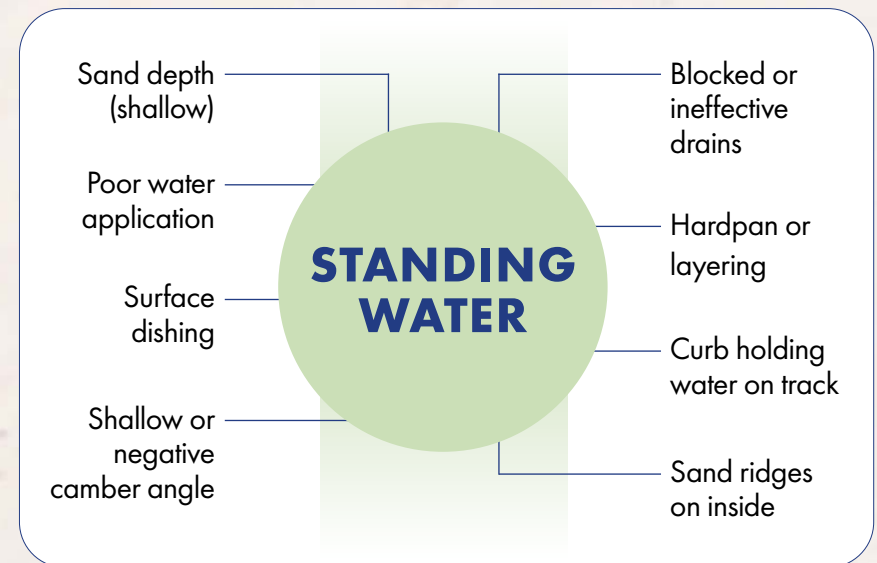 Sand depth
(shallow)
Poor water
application
Surface
dishing
Shallow or
negative
camber angle
STANDING
WATER
Blocked or
ineffective
drains
Hardpan or
layering
Curb holding
water on track
Sand ridges
on inside